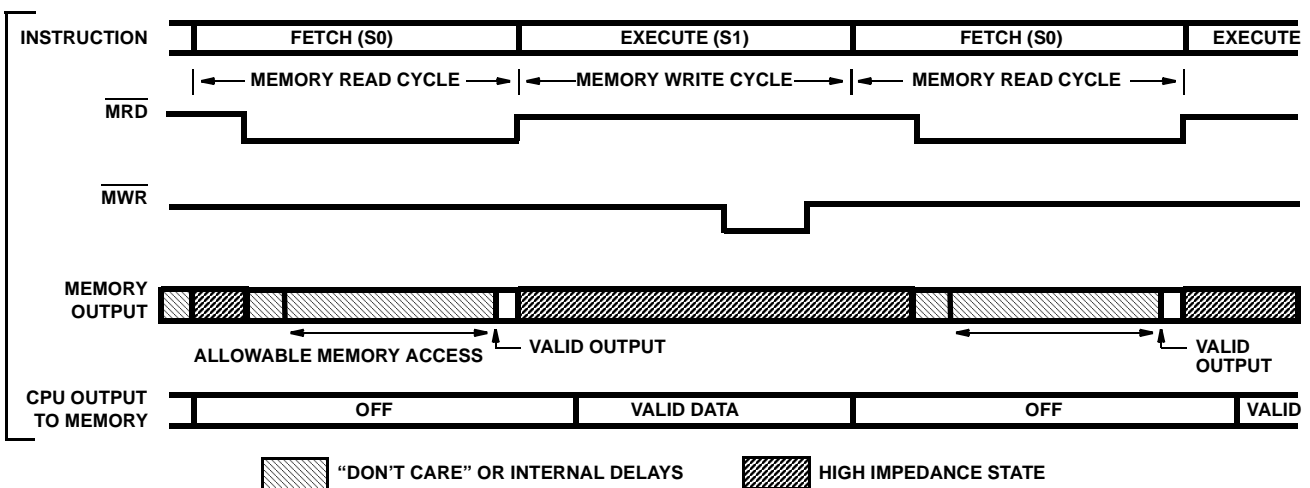 INSTRUCTION FETCH (S0) EXECUTE (S1) FETCH (S0) EXECUTE
MEMORY READ CYCLE MEMORY WRITE CYCLE MEMORY READ CYCLE
MRD
MWR
MEMORY
OUTPUT
ALLOWABLE MEMORY ACCESS
VALID OUTPUT
VALID
OUTPUT
CPU OUTPUT
TO MEMORY
OFF VALID DATA OFF VALID
“DON'T CARE” OR INTERNAL DELAYS HIGH IMPEDANCE STATE